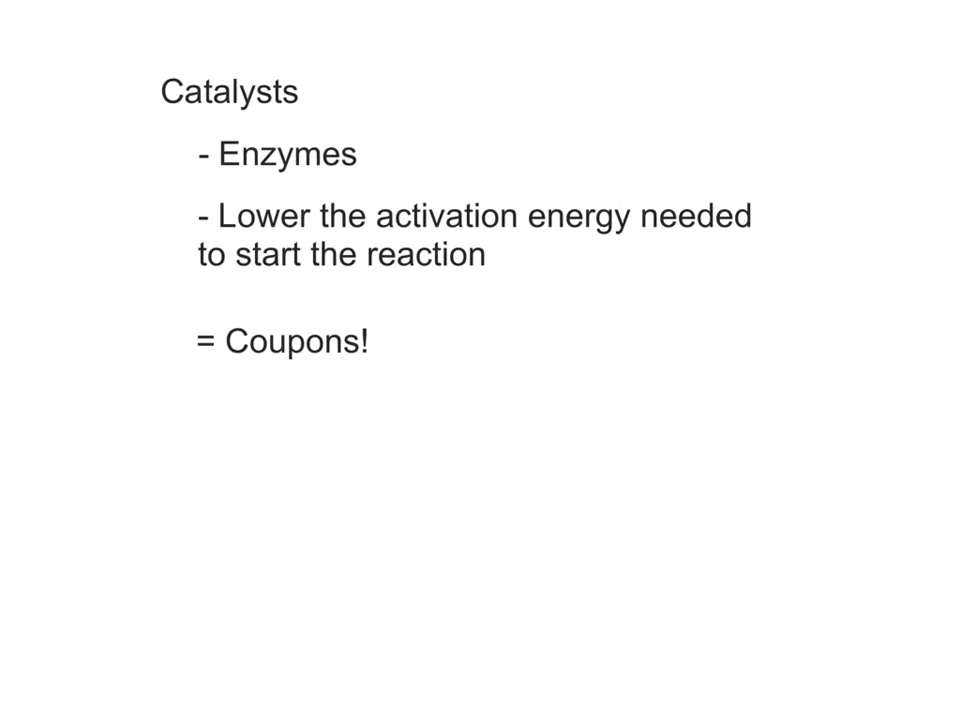 Catalysts
- Enzymes
- Lower the activation energy needed
to start the reaction
= Coupons!